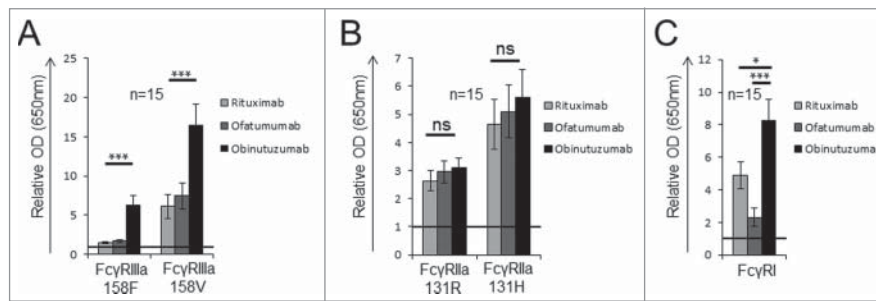 A
Relative OD (650nm)
25
20
15
10
5
0
***
***
n=15
Rituximab
Ofatumumab
Obinutuzumab
FcγRIIIa
158F
FcγRIIIa
158V
B
Relative OD (650nm)
7
6
5
4
3
2
1
0
ns
ns
n=15
Rituximab
Ofatumumab
Obinutuzumab
FcγRIIa
131R
FcγRIIa
131H
C
Relative OD (650nm)
12
10
8
6
4
2
0
*
***
n=15
Rituximab
Ofatumumab
Obinutuzuma
FcγRI